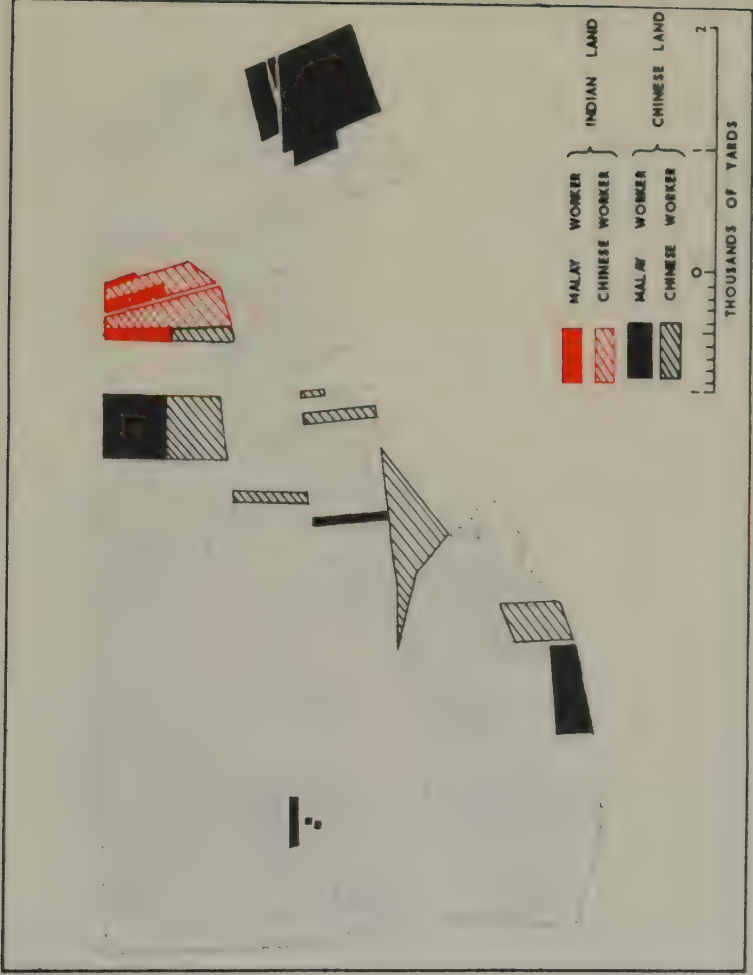 MALAY WORKER
CHINESE WORKER
INDIAN LAND
MALAY WORKER
CHINESE WORKER
CHINESE LAND
1 0 1 2
THOUSANDS OF YARDS